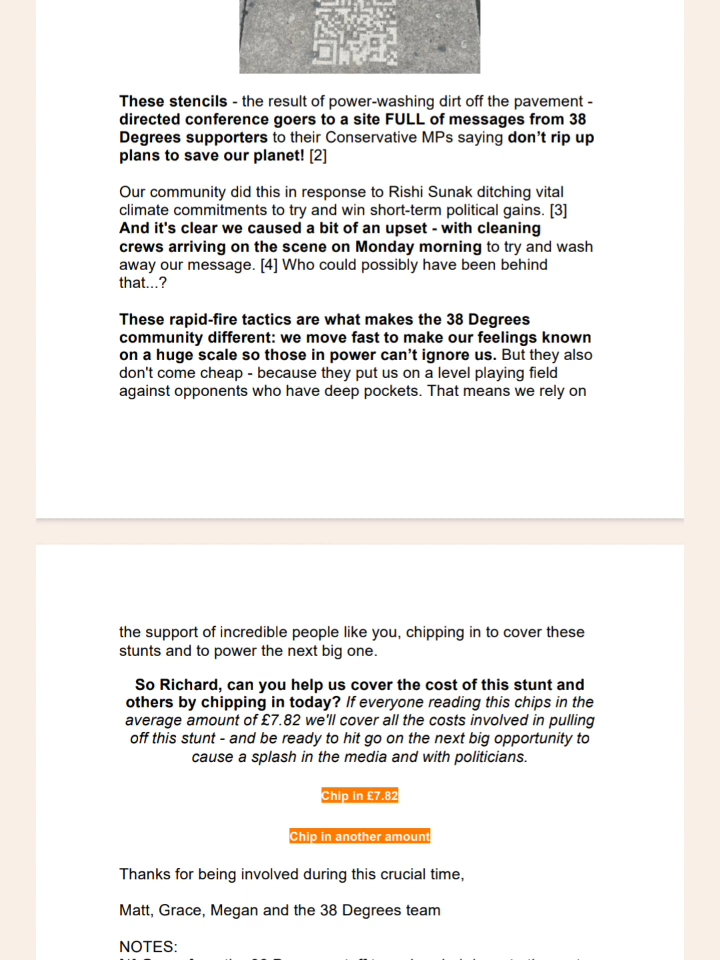 These stencils - the result of power-washing dirt off the pavement -
directed conference goers to a site FULL of messages from 38
Degrees supporters to their Conservative MPs saying don’t rip up
plans to save our planet! [2]
Our community did this in response to Rishi Sunak ditching vital
climate commitments to try and win short-term political gains. [3]
And it's clear we caused a bit of an upset - with cleaning
crews arriving on the scene on Monday morning to try and wash
away our message. [4] Who could possibly have been behind
that...?
These rapid-fire tactics are what makes the 38 Degrees
community different: we move fast to make our feelings known
on a huge scale so those in power can’t ignore us. But they also
don't come cheap - because they put us on a level playing field
against opponents who have deep pockets. That means we rely on
the support of incredible people like you, chipping in to cover these
stunts and to power the next big one.
So Richard, can you help us cover the cost of this stunt and
others by chipping in today? If everyone reading this chips in the
average amount of £7.82 we'll cover all the costs involved in pulling
off this stunt - and be ready to hit go on the next big opportunity to
cause a splash in the media and with politicians.
Chip in £7.82
Chip in another amount
Thanks for being involved during this crucial time,
Matt, Grace, Megan and the 38 Degrees team
NOTES: